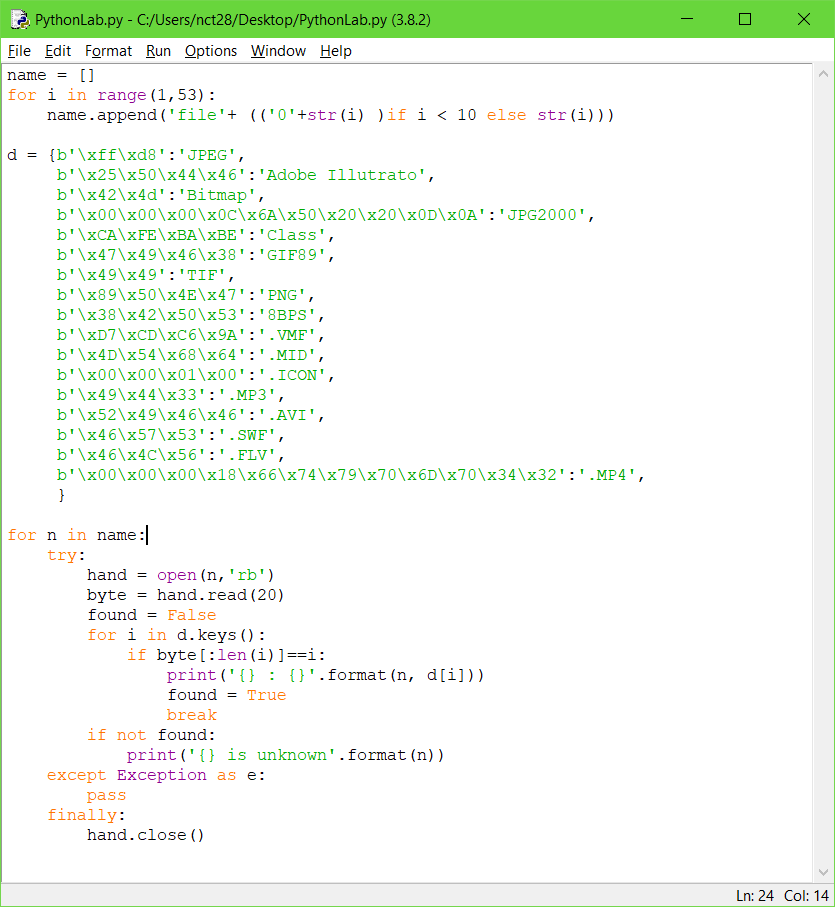 PythonLab.py - C:/Users/nct28/Desktop/PythonLab.py (3.8.2)
File Edit Format Run Options Window Help
name = []
for i in range(1,53):
    name.append('file'+ (('0'+str(i) )if i < 10 else str(i)))

d = {b'\xff\xd8':'JPEG',
     b'\x25\x50\x44\x46':'Adobe Illutrato',
     b'\x42\x4d':'Bitmap',
     b'\x00\x00\x00\x0C\x6A\x50\x20\x20\x0D\x0A':'JPG2000',
     b'\xCA\xFE\xBA\xBE':'Class',
     b'\x47\x49\x46\x38':'GIF89',
     b'\x49\x49':'TIF',
     b'\x89\x50\x4E\x47':'PNG',
     b'\x38\x42\x50\x53':'8BPS',
     b'\xD7\xCD\xC6\x9A':'.VMF',
     b'\x4D\x54\x68\x64':'.MID',
     b'\x00\x00\x01\x00':'.ICON',
     b'\x49\x44\x33':'.MP3',
     b'\x52\x49\x46\x46':'.AVI',
     b'\x46\x57\x53':'.SWF',
     b'\x46\x4C\x56':'.FLV',
     b'\x00\x00\x00\x18\x66\x74\x79\x70\x6D\x70\x34\x32':'.MP4',
     }

for n in name:
    try:
        hand = open(n,'rb')
        byte = hand.read(20)
        found = False
        for i in d.keys():
            if byte[:len(i)]==i:
                print('{} : {}'.format(n, d[i]))
                found = True
                break
        if not found:
            print('{} is unknown'.format(n))
    except Exception as e:
        pass
    finally:
        hand.close()
Ln: 24 Col: 14